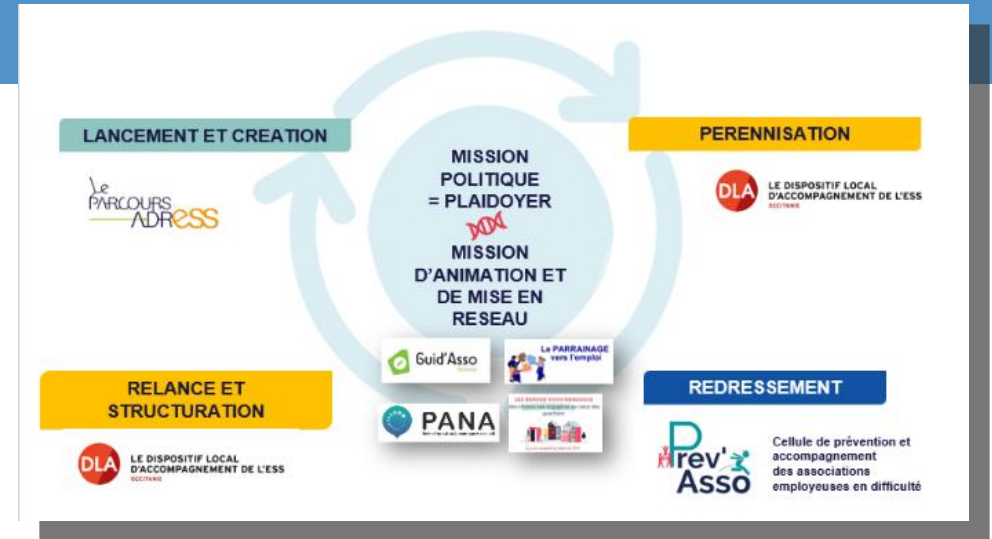 LANCEMENT ET CREATION
Le
PARCOURS
ADRESS
PERENNISATION
DLA
LE DISPOSITIF LOCAL
D'ACCOMPAGNEMENT DE L'ESS
OCCITANIE
MISSION
POLITIQUE
= PLAIDOYER
MISSION
D'ANIMATION ET
DE MISE EN
RESEAU
Guid'Asso
Le PARRAINAGE
vers l'emploi
PANA
RELANCE ET
STRUCTURATION
DLA
LE DISPOSITIF LOCAL
D'ACCOMPAGNEMENT DE L'ESS
OCCITANIE
REDRESSEMENT
Prev'
Asso
Cellule de prévention et
accompagnement
des associations
employeuses en difficulté